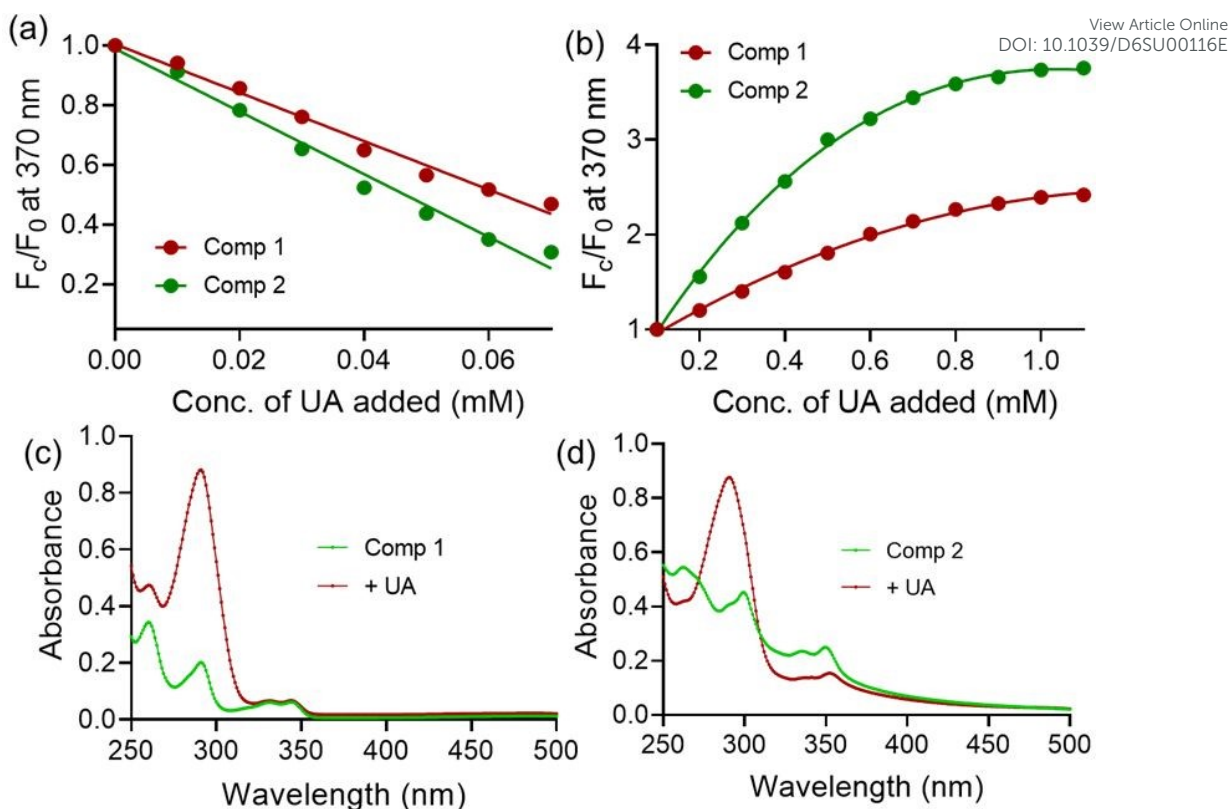 View Article Online
DOI: 10.1039/D6SU00116E
(a)
1.0
0.8
0.6
0.4
0.2
F_c/F_0 at 370 nm
Comp 1
Comp 2
0.00 0.02 0.04 0.06
Conc. of UA added (mM)
(b)
4
3
2
1
F_c/F_0 at 370 nm
Comp 1
Comp 2
0.2 0.4 0.6 0.8 1.0
Conc. of UA added (mM)
(c)
1.0
0.8
0.6
0.4
0.2
0.0
Absorbance
Comp 1
+ UA
250 300 350 400 450 500
Wavelength (nm)
(d)
1.0
0.8
0.6
0.4
0.2
0.0
Absorbance
Comp 2
+ UA
250 300 350 400 450 500
Wavelength (nm)